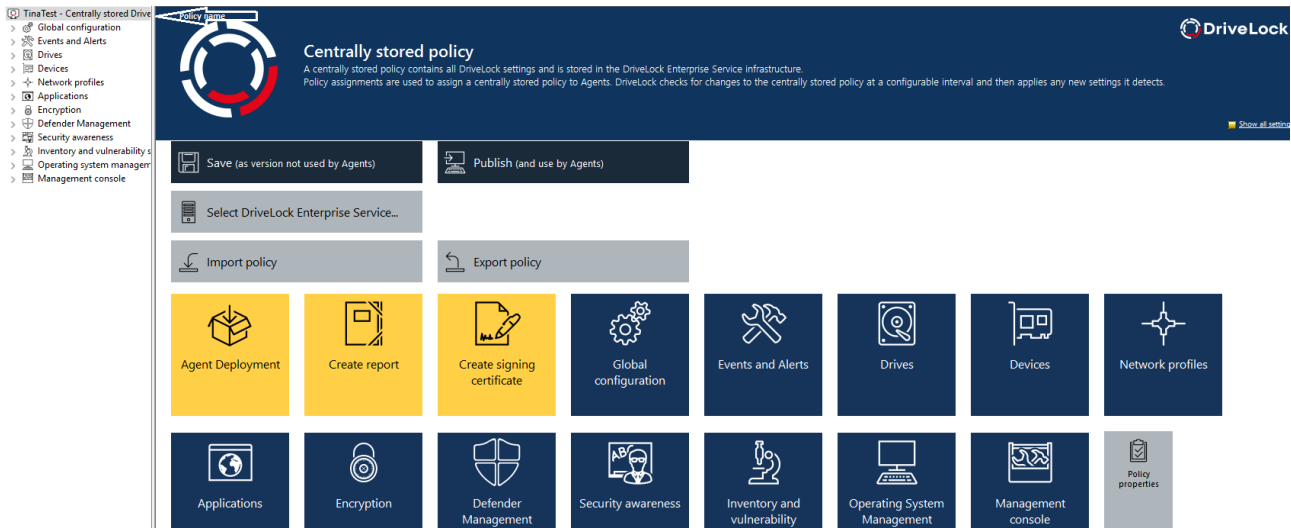 TinaTest - Centrally stored Drive
Global configuration
Events and Alerts
Drives
Devices
Network profiles
Applications
Encryption
Defender Management
Security awareness
Inventory and vulnerability s
Operating system managem
Management console
Policy name
Centrally stored policy
A centrally stored policy contains all DriveLock settings and is stored in the DriveLock Enterprise Service infrastructure.
Policy assignments are used to assign a centrally stored policy to Agents. DriveLock checks for changes to the centrally stored policy at a configurable interval and then applies any new settings it detects.
DriveLock
Show all setting
Save (as version not used by Agents)
Publish (and use by Agents)
Select DriveLock Enterprise Service...
Import policy
Export policy
Agent Deployment
Create report
Create signing
certificate
Global
configuration
Events and Alerts
Drives
Devices
Network profiles
Applications
Encryption
Defender
Management
ABC
Security awareness
Inventory and
vulnerability
Operating System
Management
Management
console
Policy
properties